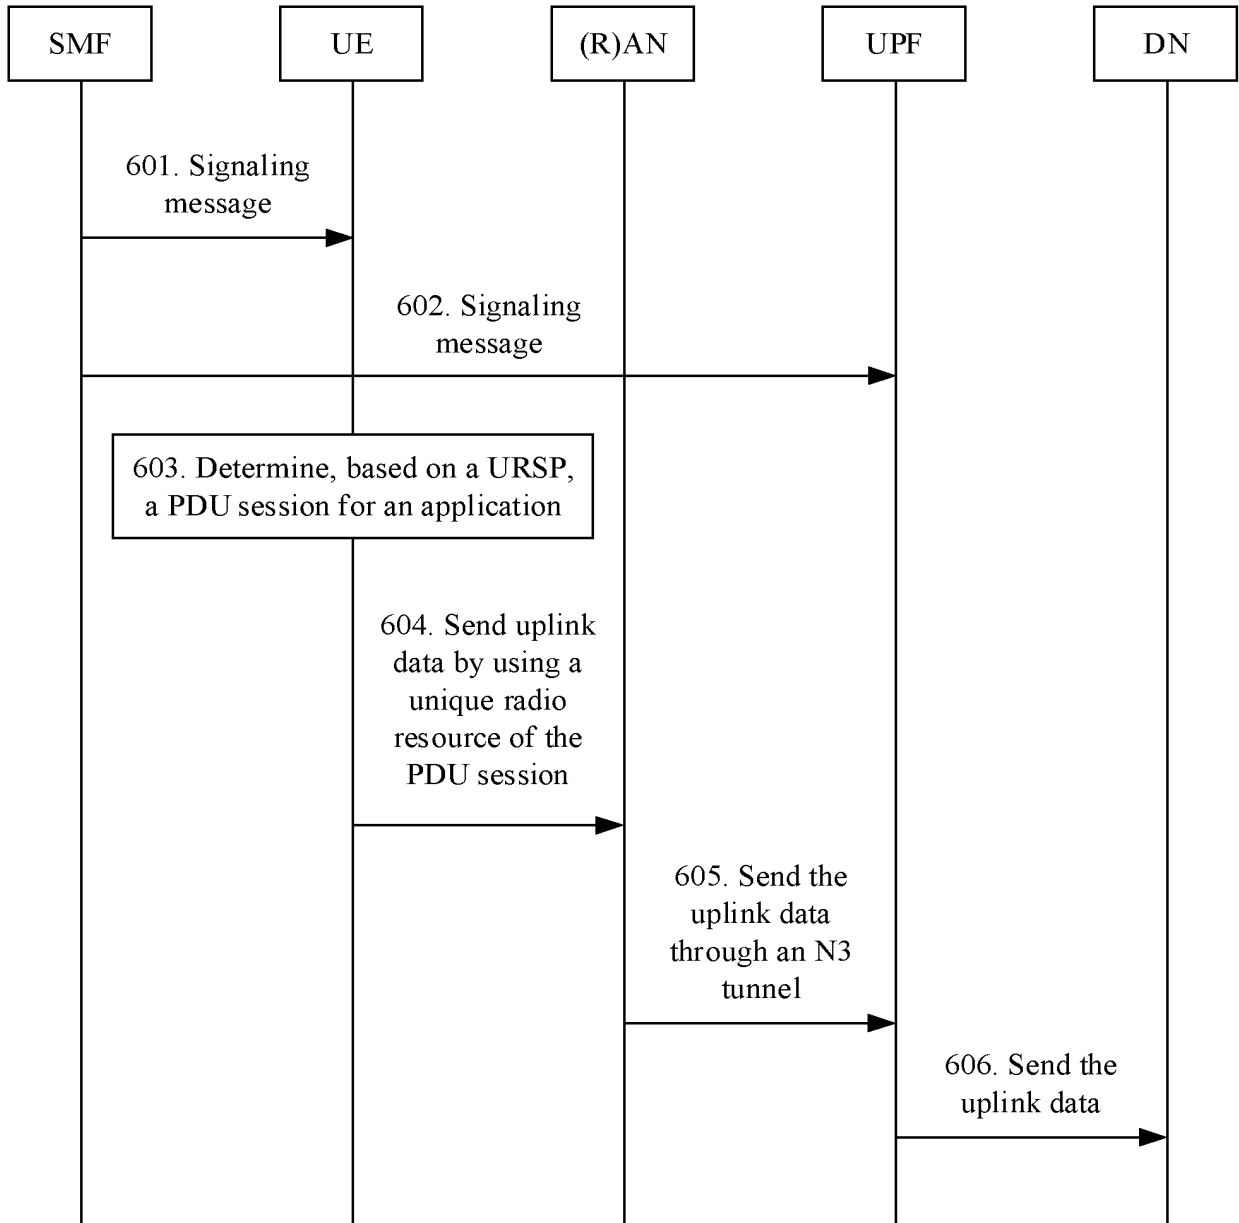 SMF
UE
(R)AN
UPF
DN
601. Signaling
message
602. Signaling
message
603. Determine, based on a URSP,
a PDU session for an application
604. Send uplink
data by using a
unique radio
resource of the
PDU session
605. Send the
uplink data
through an N3
tunnel
606. Send the
uplink data